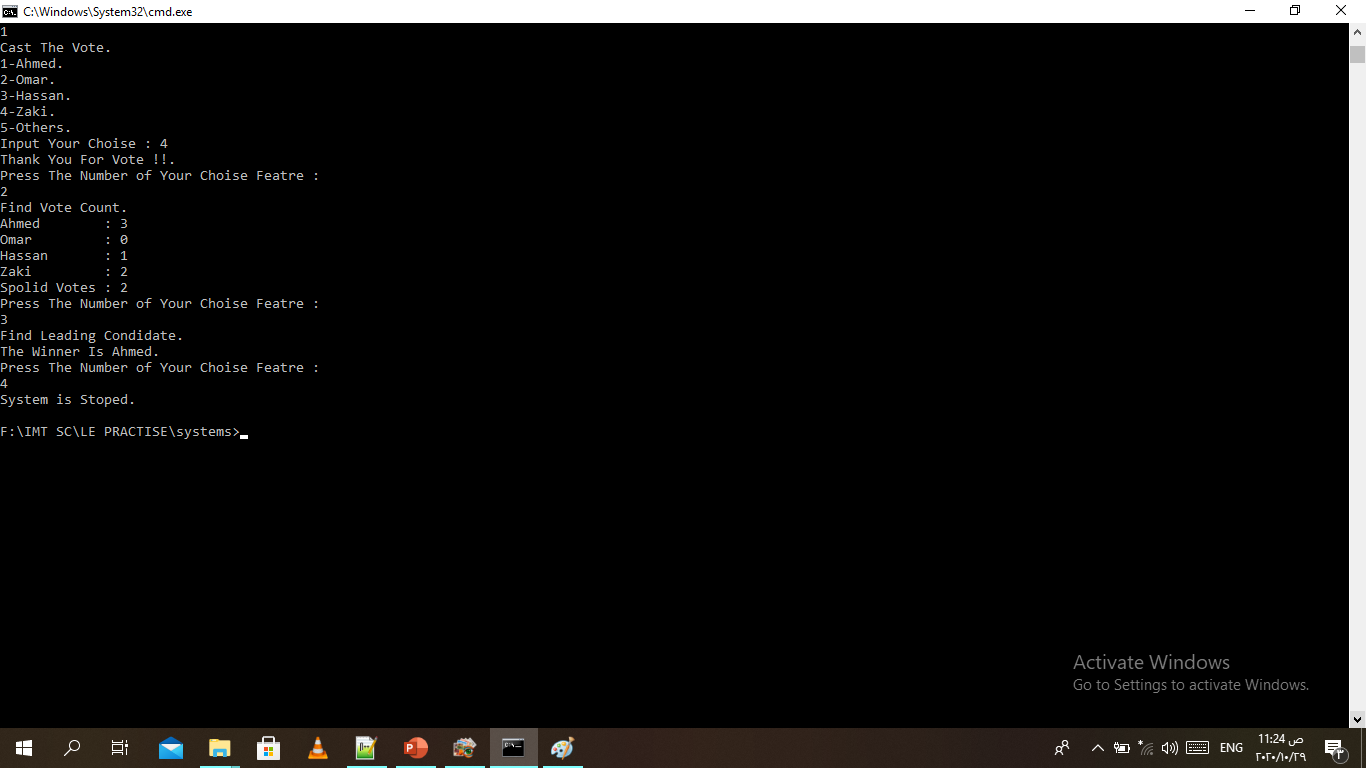 C:\Windows\System32\cmd.exe
1
Cast The Vote.
1-Ahmed.
2-Omar.
3-Hassan.
4-Zaki.
5-Others.
Input Your Choise : 4
Thank You For Vote !!.
Press The Number of Your Choise Featre :
2
Find Vote Count.
Ahmed        : 3
Omar         : 0
Hassan       : 1
Zaki         : 2
Spolid Votes : 2
Press The Number of Your Choise Featre :
3
Find Leading Condidate.
The Winner Is Ahmed.
Press The Number of Your Choise Featre :
4
System is Stoped.
F:\IMT SC\LE PRACTISE\systems>
Activate Windows
Go to Settings to activate Windows.
ENG
11:24 ص
٢٠٢٠/١٠/٢٩
٣